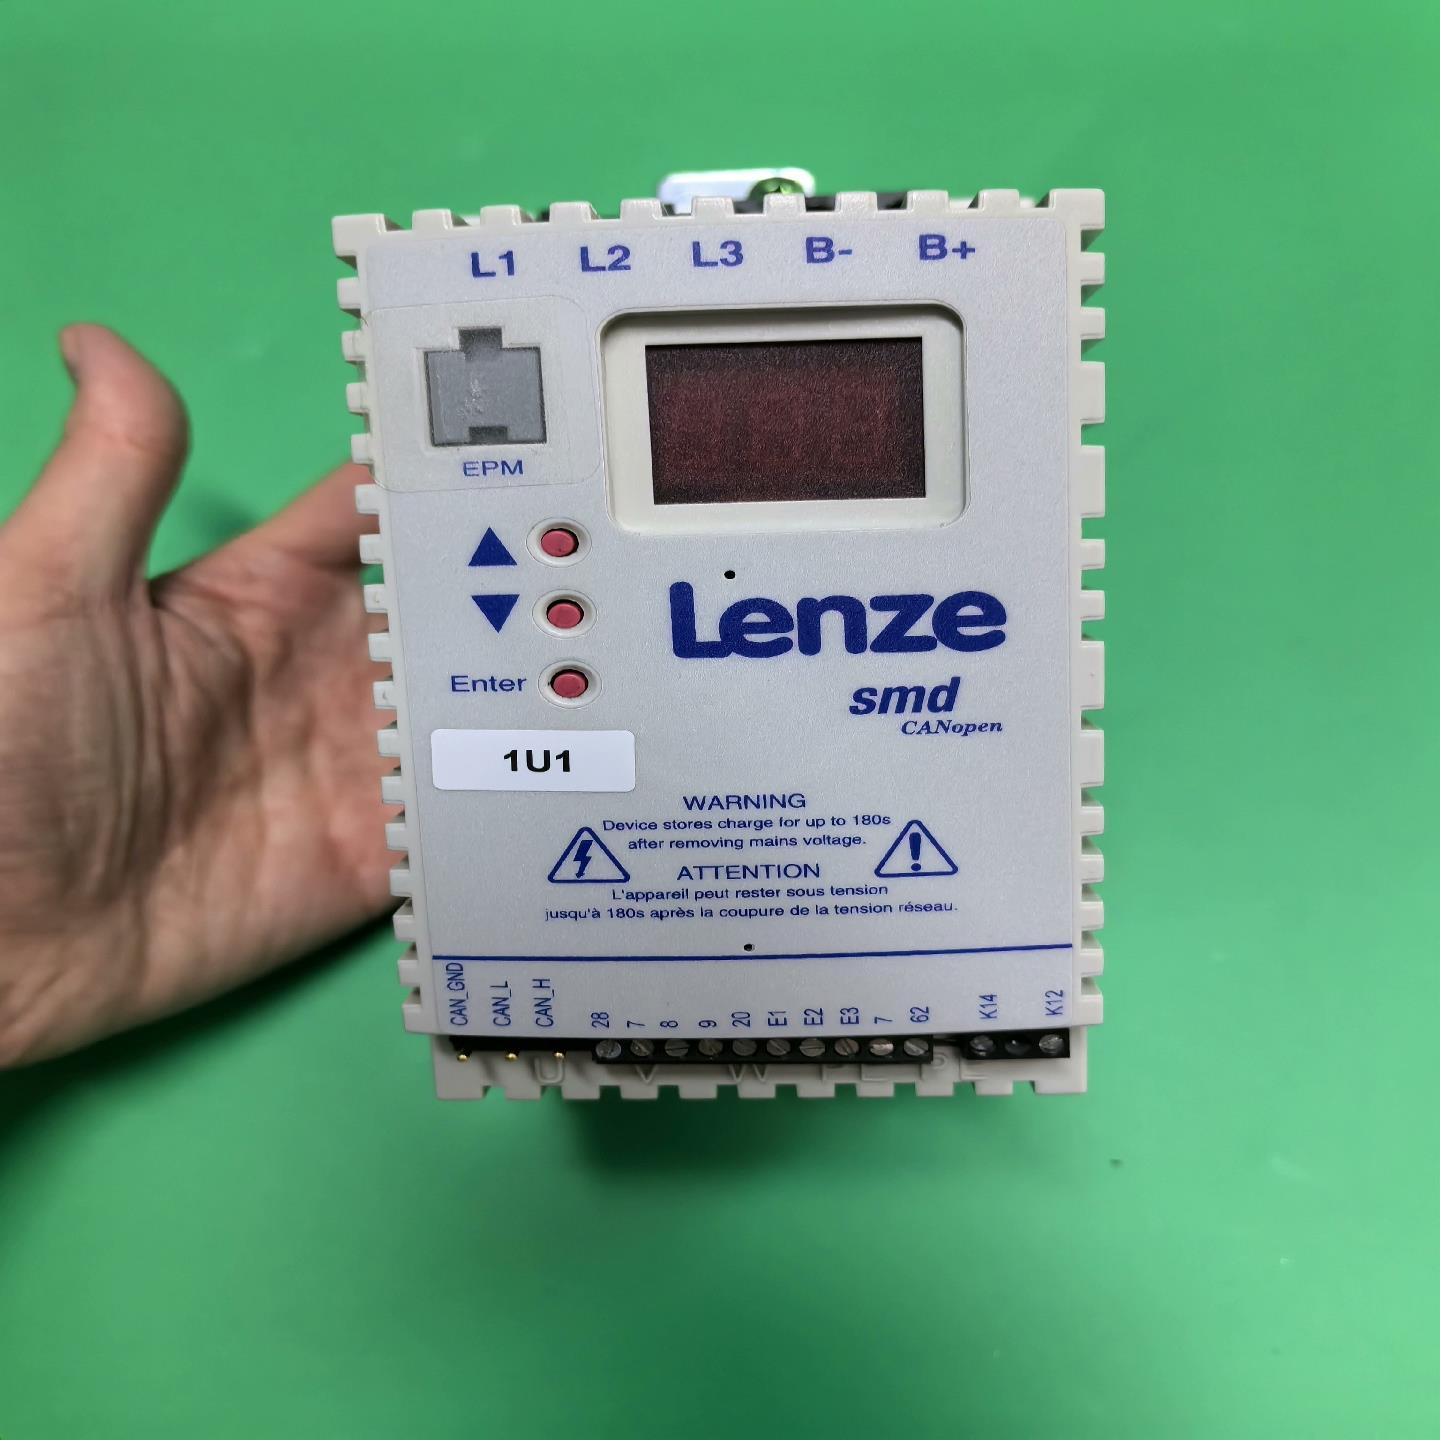 L1 L2 L3 B- B+
EPM
Lenze
Enter
smd
CANopen
1U1
WARNING
Device stores charge for up to 180s
after removing mains voltage.
ATTENTION
L'appareil peut rester sous tension
jusqu'à 180s après la coupure de la tension réseau.
CAN_GND CAN_L CAN_H 28 7 8 9 20 E1 E2 E3 7 62 K14 K12
U V W PE PE